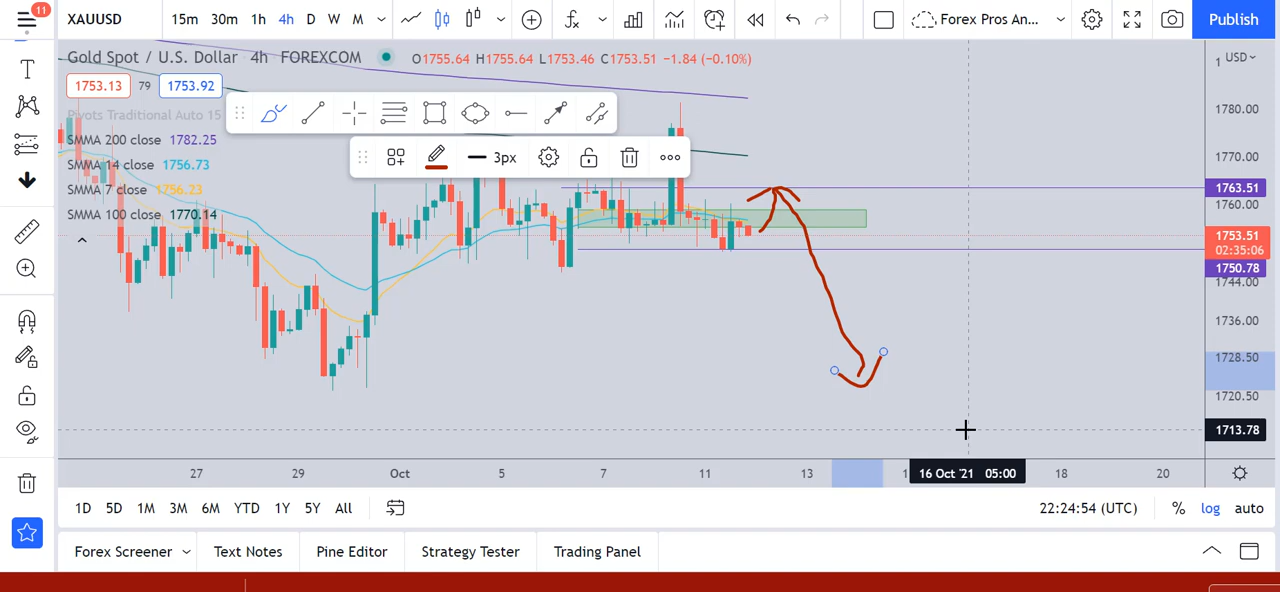 11
XAUUSD 15m 30m 1h 4h D W M Forex Pros An... Publish
Gold Spot / U.S. Dollar 4h FOREXCOM O1755.64 H1755.64 L1753.46 C1753.51 −1.84 (−0.10%)
1753.13 79 1753.92
Pivots Traditional Auto 15
SMMA 200 close 1782.25
SMMA 14 close 1756.73
SMMA 7 close 1756.23
SMMA 100 close 1770.14
3px
USD
1780.00
1770.00
1763.51
1760.00
1753.51
02:35:06
1750.78
1744.00
1736.00
1728.50
1720.50
1713.78
27 29 Oct 5 7 11 13 16 Oct '21 05:00 18 20
1D 5D 1M 3M 6M YTD 1Y 5Y All 22:24:54 (UTC) % log auto
Forex Screener Text Notes Pine Editor Strategy Tester Trading Panel